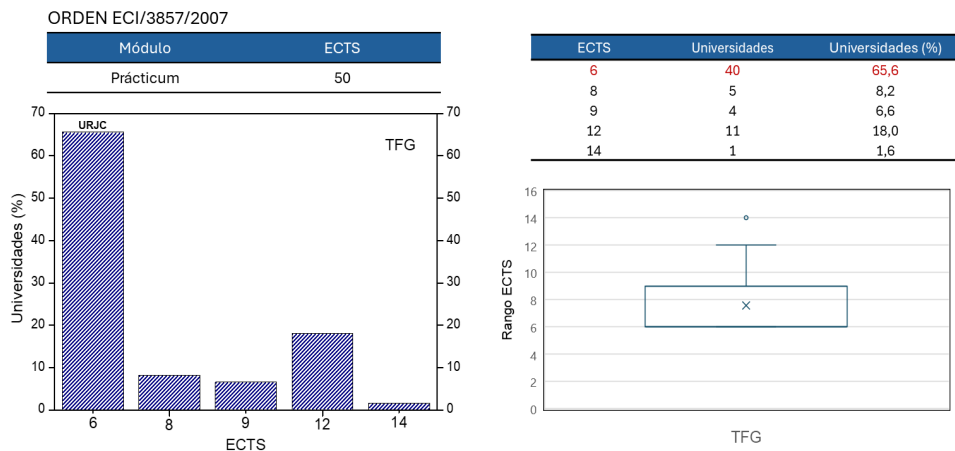 ORDEN ECI/3857/2007
Módulo ECTS
Prácticum 50
70 70
URJC
TFG
60 60
50 50
40 40
30 30
20 20
10 10
0 0
Universidades (%)
6 8 9 12 14
ECTS
ECTS Universidades Universidades (%)
6 40 65,6
8 5 8,2
9 4 6,6
12 11 18,0
14 1 1,6
16
14
12
10
8
6
4
2
0
Rango ECTS
TFG